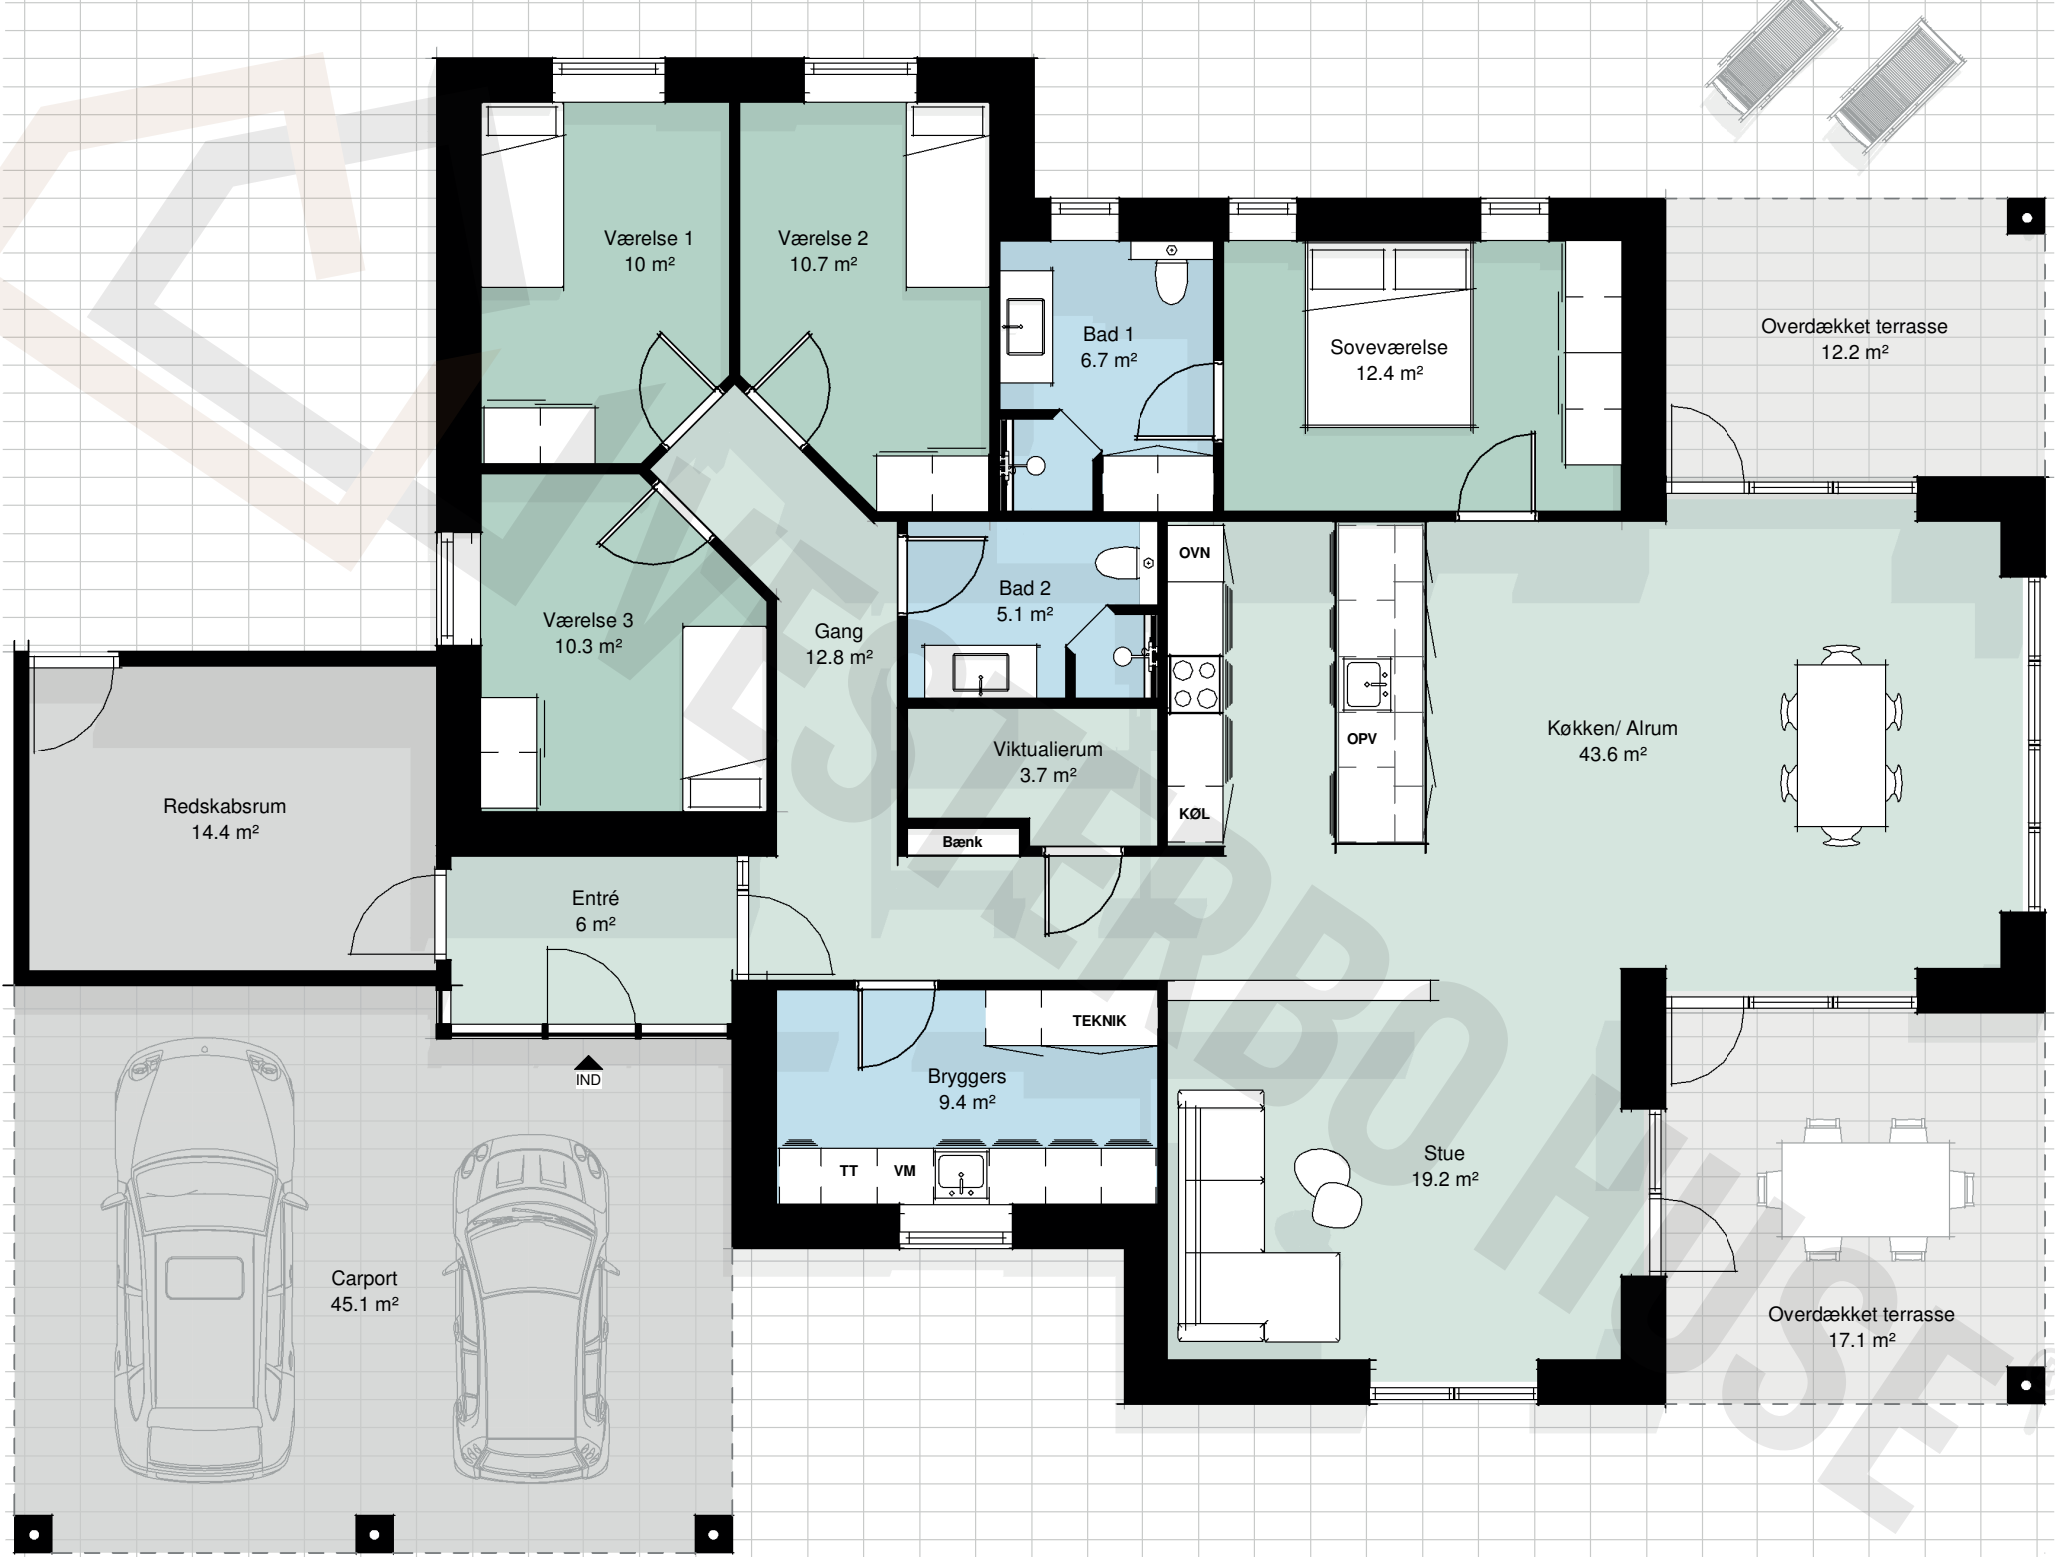 Værelse 1
10 m²
Værelse 2
10.7 m²
Bad 1
6.7 m²
Soveværelse
12.4 m²
Overdækket terrasse
12.2 m²
OVN
Bad 2
5.1 m²
Værelse 3
10.3 m²
Gang
12.8 m²
Køkken/ Alrum
43.6 m²
OPV
Viktualierum
3.7 m²
KØL
Redskabsrum
14.4 m²
Bænk
Entré
6 m²
TEKNIK
IND
Bryggers
9.4 m²
TT
VM
Stue
19.2 m²
Carport
45.1 m²
Overdækket terrasse
17.1 m²
VESTERBO HUSE